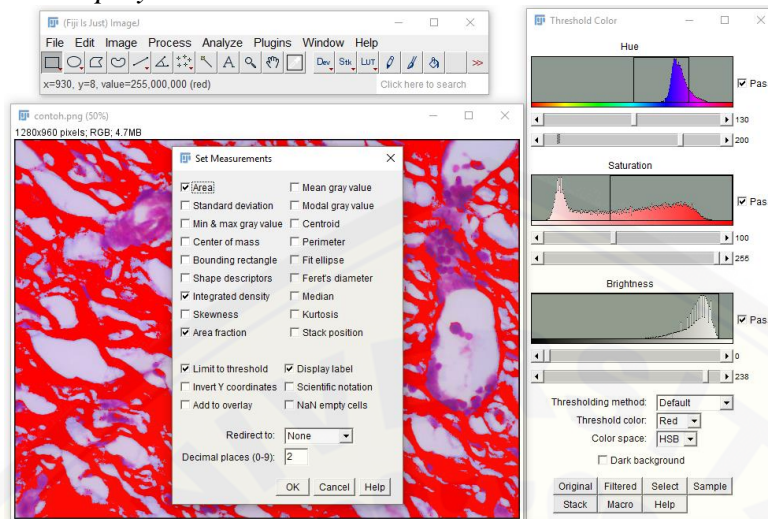 (Fiji Is Just) ImageJ
File Edit Image Process Analyze Plugins Window Help
Dev Stk LUT >>
x=930, y=8, value=255,000,000 (red) Click here to search
contoh.png (50%)
1280x960 pixels; RGB; 4.7MB
Set Measurements
Area Mean gray value
Standard deviation Modal gray value
Min & max gray value Centroid
Center of mass Perimeter
Bounding rectangle Fit ellipse
Shape descriptors Feret's diameter
Integrated density Median
Skewness Kurtosis
Area fraction Stack position
Limit to threshold Display label
Invert Y coordinates Scientific notation
Add to overlay NaN empty cells
Redirect to: None
Decimal places (0-9): 2
OK Cancel Help
Threshold Color
Hue
Pas
130
200
Saturation
Pas
100
255
Brightness
Pas
0
238
Thresholding method: Default
Threshold color: Red
Color space: HSB
Dark background
Original Filtered Select Sample
Stack Macro Help